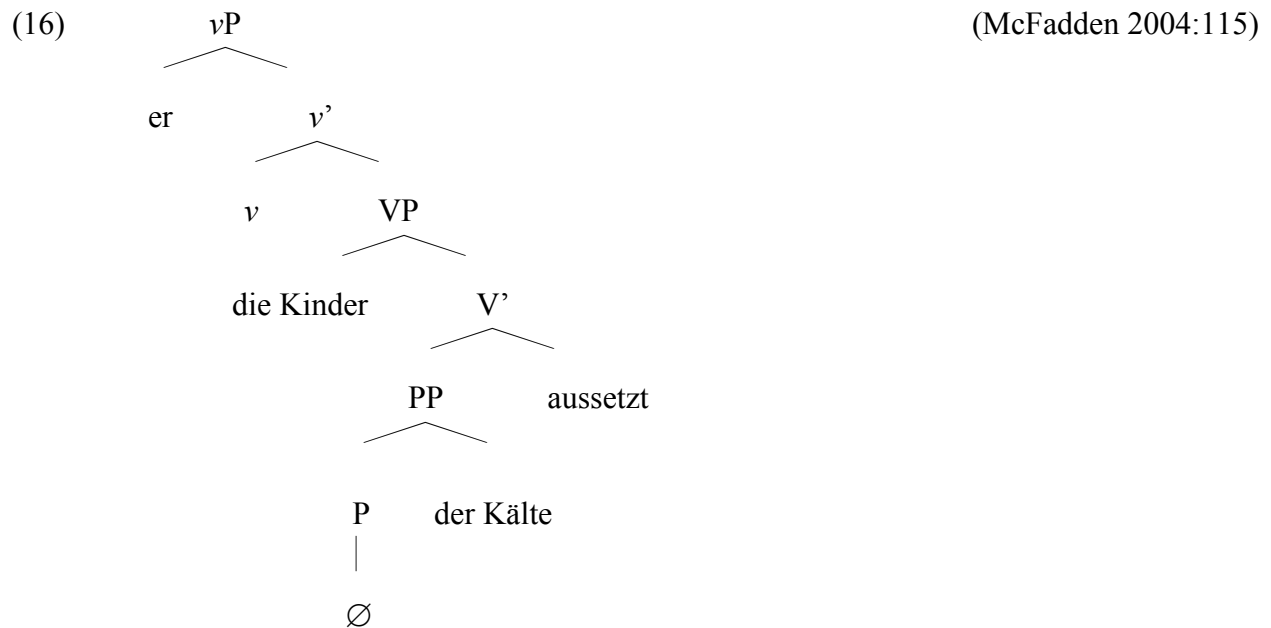 (16) vP (McFadden 2004:115)
er v’
v VP
die Kinder V’
PP aussetzt
P der Kälte
∅